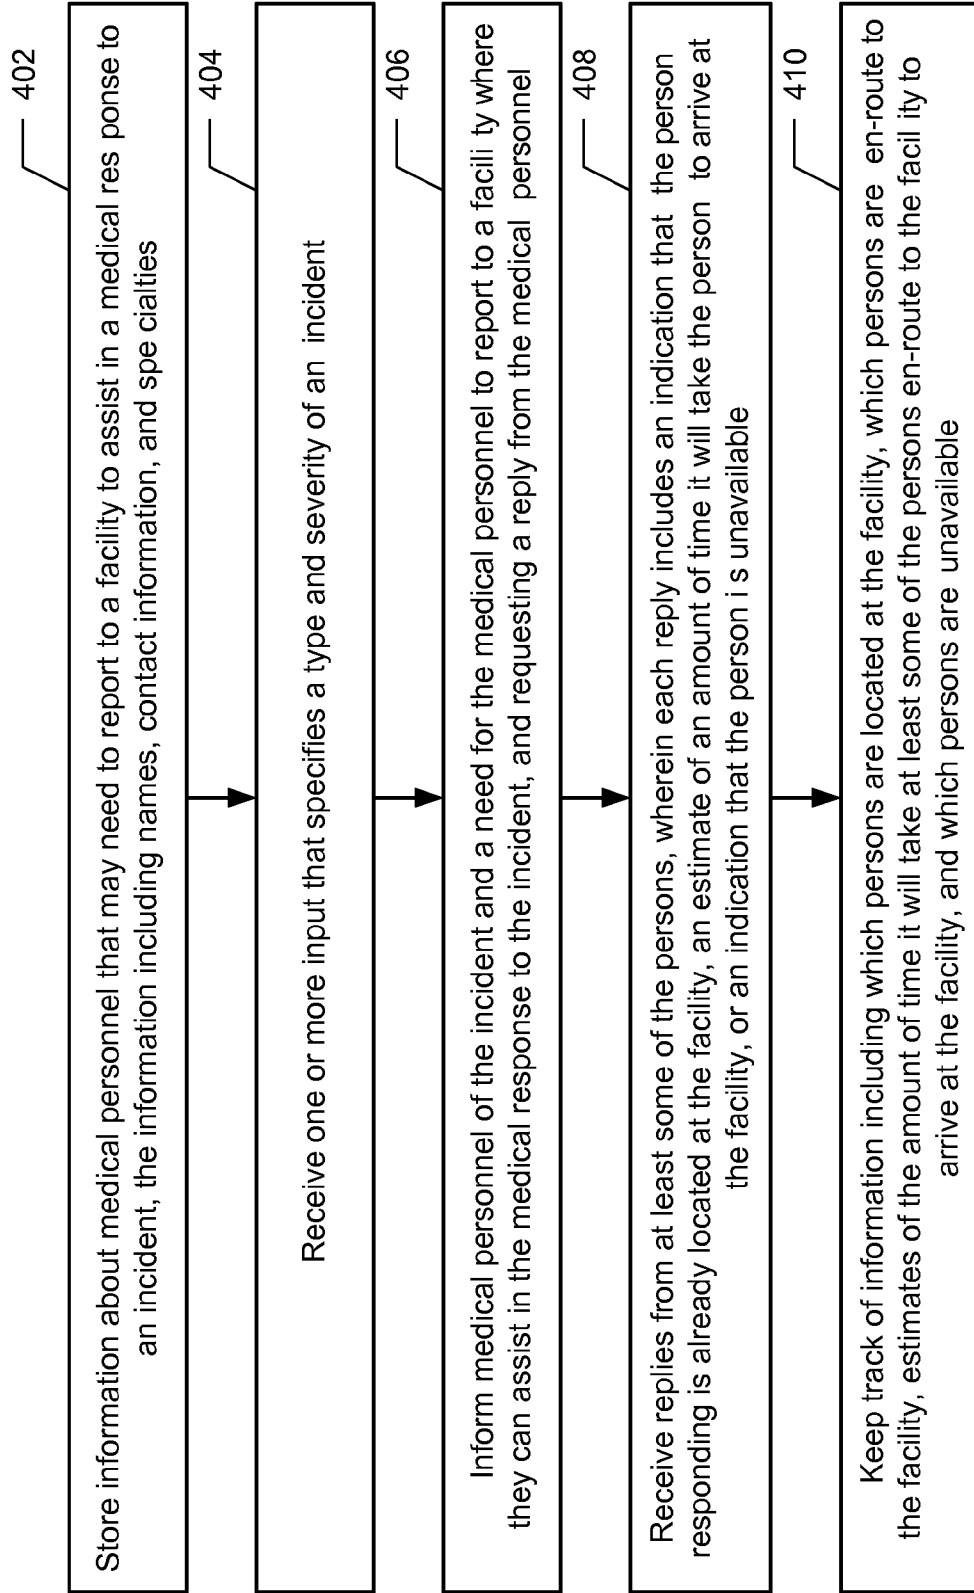 402
Store information about medical personnel that may need to report to a facility to assist in a medical res ponse to
an incident, the information including names, contact information, and spe cialties
404
Receive one or more input that specifies a type and severity of an incident
406
Inform medical personnel of the incident and a need for the medical personnel to report to a facili ty where
they can assist in the medical response to the incident, and requesting a reply from the medical personnel
408
Receive replies from at least some of the persons, wherein each reply includes an indication that the person
responding is already located at the facility, an estimate of an amount of time it will take the person to arrive at
the facility, or an indication that the person i s unavailable
410
Keep track of information including which persons are located at the facility, which persons are en-route to
the facility, estimates of the amount of time it will take at least some of the persons en-route to the facil ity to
arrive at the facility, and which persons are unavailable